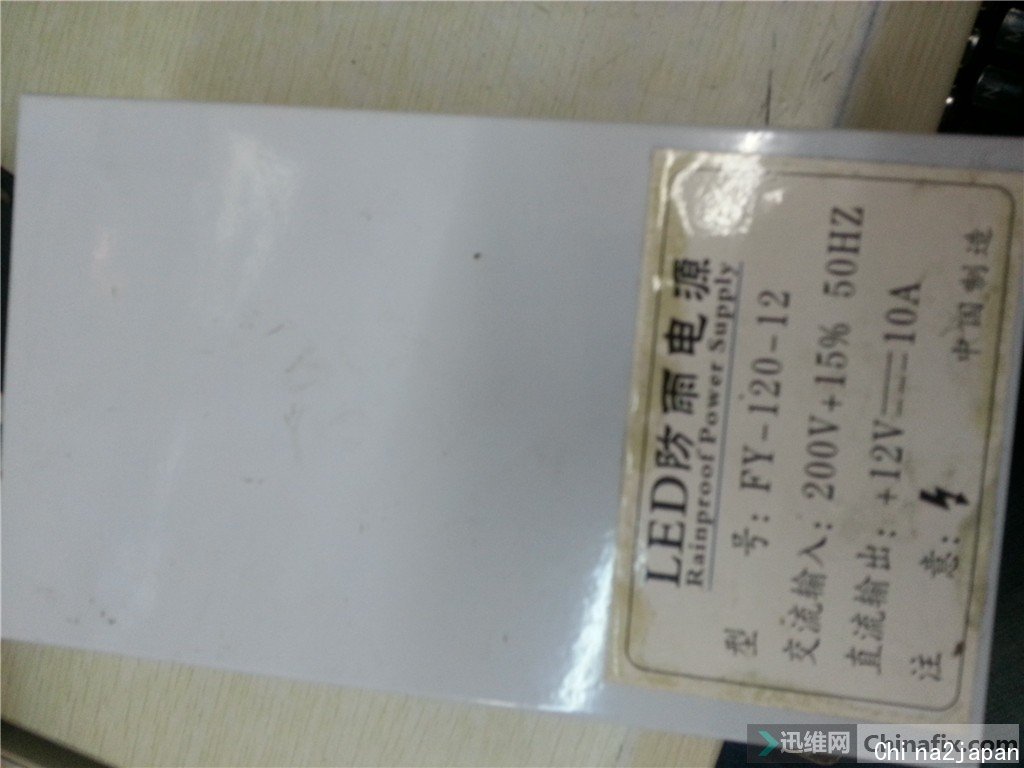 LED防雨电源
Rainproof Power Supply
型 号: FY-120-12
交流输入: 200V+15% 50HZ
直流输出: +12V 10A
注 意:
中国制造
迅维网 Chinafix.com
Chi na2japan